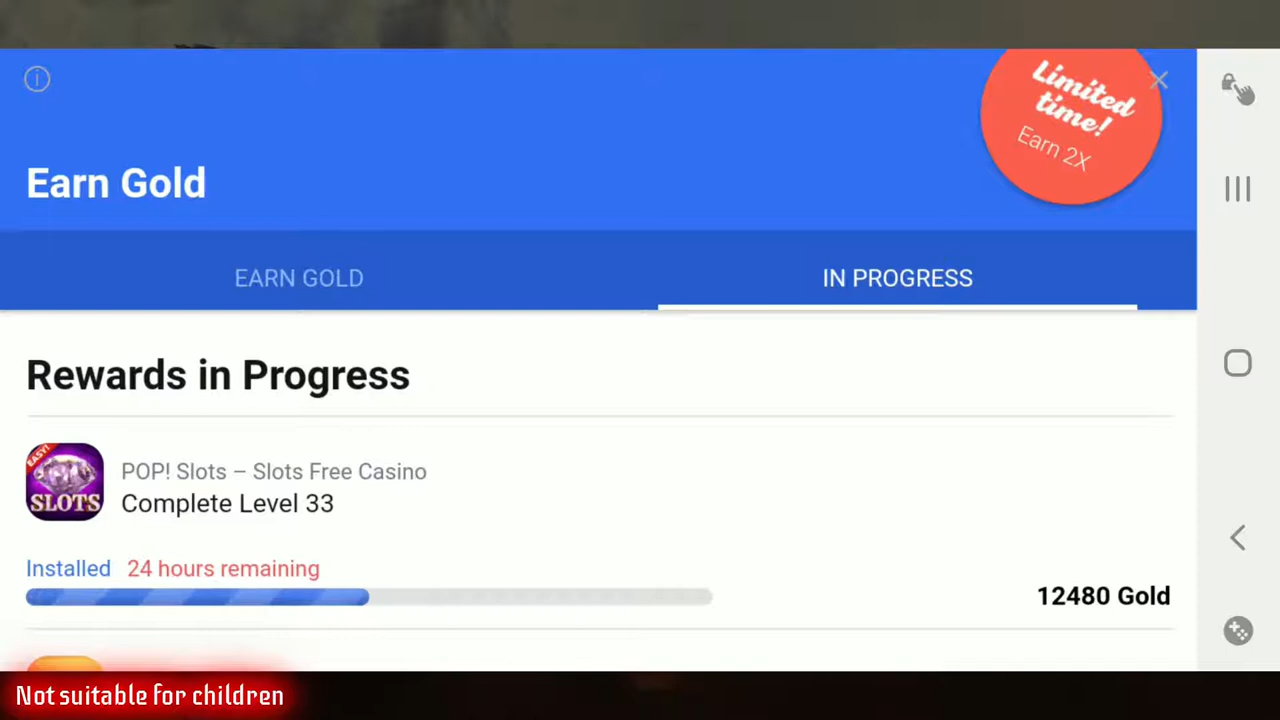 Limited
time!
Earn 2X
Earn Gold
EARN GOLD
IN PROGRESS
Rewards in Progress
EASY!
SLOTS
POP! Slots – Slots Free Casino
Complete Level 33
Installed 24 hours remaining
12480 Gold
Not suitable for children